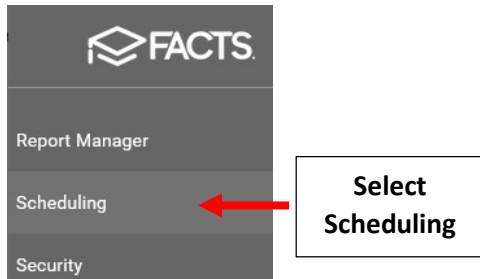 FACTS.
Report Manager
Scheduling
Select
Scheduling
Security